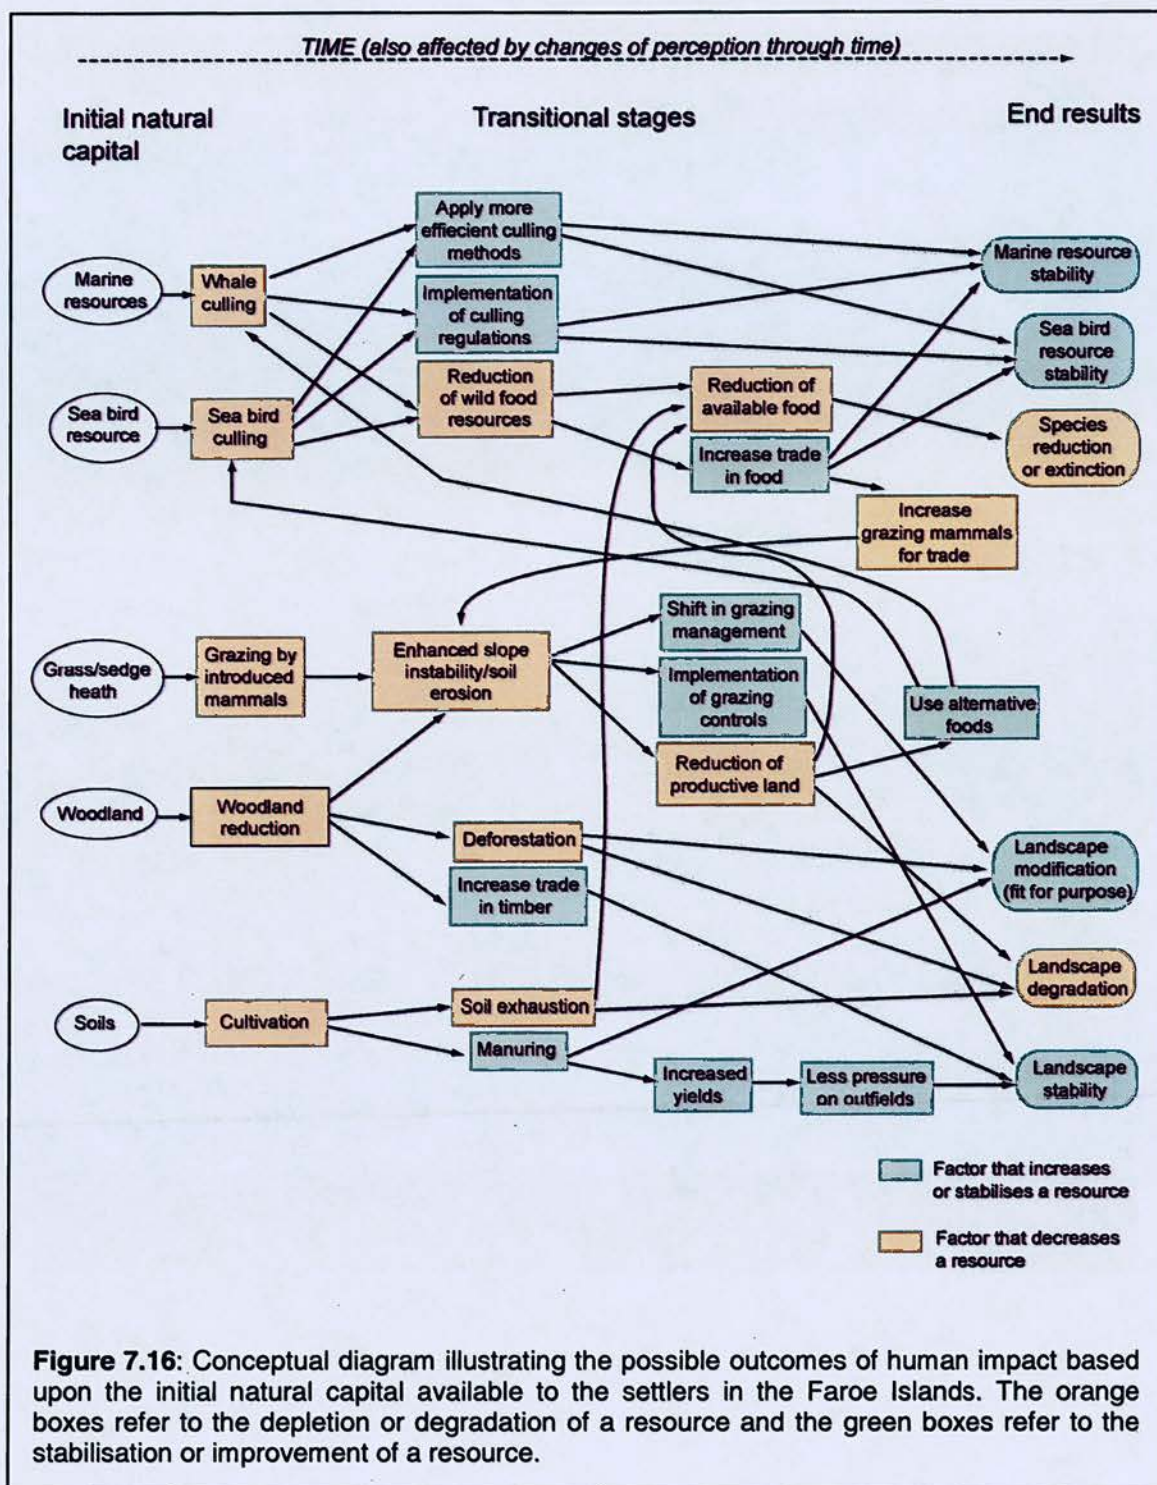 TIME (also affected by changes of perception through time)
Initial natural
capital
Transitional stages
End results
Marine
resources
Whale
culling
Apply more
effiecient culling
methods
Implementation
of culling
regulations
Marine resource
stability
Sea bird
resource
stability
Sea bird
resource
Sea bird
culling
Reduction
of wild food
resources
Reduction of
available food
Increase trade
in food
Species
reduction
or extinction
Increase
grazing mammals
for trade
Grass/sedge
heath
Grazing by
introduced
mammals
Enhanced slope
instability/soil
erosion
Shift in grazing
management
Implementation
of grazing
controls
Reduction of
productive land
Use alternative
foods
Woodland
Woodland
reduction
Deforestation
Increase trade
in timber
Landscape
modification
(fit for purpose)
Landscape
degradation
Soils
Cultivation
Soil exhaustion
Manuring
Increased
yields
Less pressure
on outfields
Landscape
stability
Factor that increases
or stabilises a resource
Factor that decreases
a resource
Figure 7.16: Conceptual diagram illustrating the possible outcomes of human impact based
upon the initial natural capital available to the settlers in the Faroe Islands. The orange
boxes refer to the depletion or degradation of a resource and the green boxes refer to the
stabilisation or improvement of a resource.